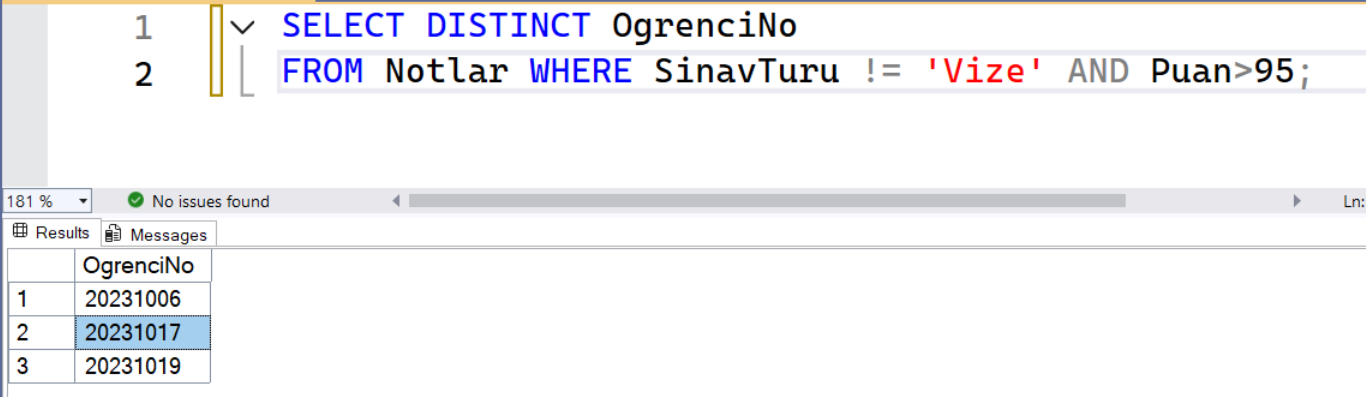 1 SELECT DISTINCT OgrenciNo
2 FROM Notlar WHERE SinavTuru != 'Vize' AND Puan>95;
181 % No issues found Ln:
Results Messages
OgrenciNo
1 20231006
2 20231017
3 20231019